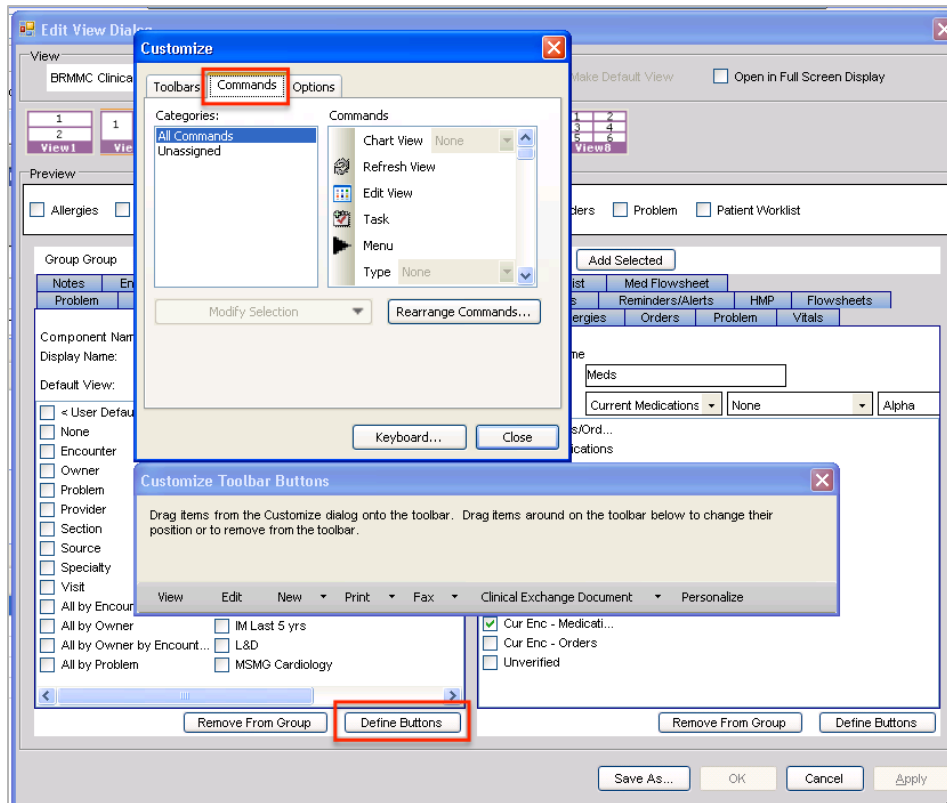 Edit View Dialog
Customize
View
BRMMC Clinica
Make Default View
Open in Full Screen Display
Toolbars Commands Options
Categories:
All Commands
Unassigned
Commands
Chart View None
Refresh View
Edit View
Task
Menu
Type None
Modify Selection
Rearrange Commands...
Keyboard...
Close
1
2
View1
1
Vie
1 2
3 4
5 6
View8
Preview
Allergies
ders
Problem
Patient Worklist
Group Group
Add Selected
Notes
En
ist
Med Flowsheet
Problem
s
Reminders/Alerts
HMP
Flowsheets
ergies
Orders
Problem
Vitals
Component Nam
me
Display Name:
Meds
Default View:
Current Medications
None
Alpha
< User Defau
None
Encounter
Owner
Problem
Provider
Section
Source
Specialty
Visit
All by Encour
All by Owner
All by Owner by Encount...
All by Problem
IM Last 5 yrs
L&D
MSMG Cardiology
s/Ord...
ications
Customize Toolbar Buttons
Drag items from the Customize dialog onto the toolbar. Drag items around on the toolbar below to change their
position or to remove from the toolbar.
View Edit New Print Fax Clinical Exchange Document Personalize
Cur Enc - Medicati...
Cur Enc - Orders
Unverified
Remove From Group
Define Buttons
Remove From Group
Define Buttons
Save As...
OK
Cancel
Apply